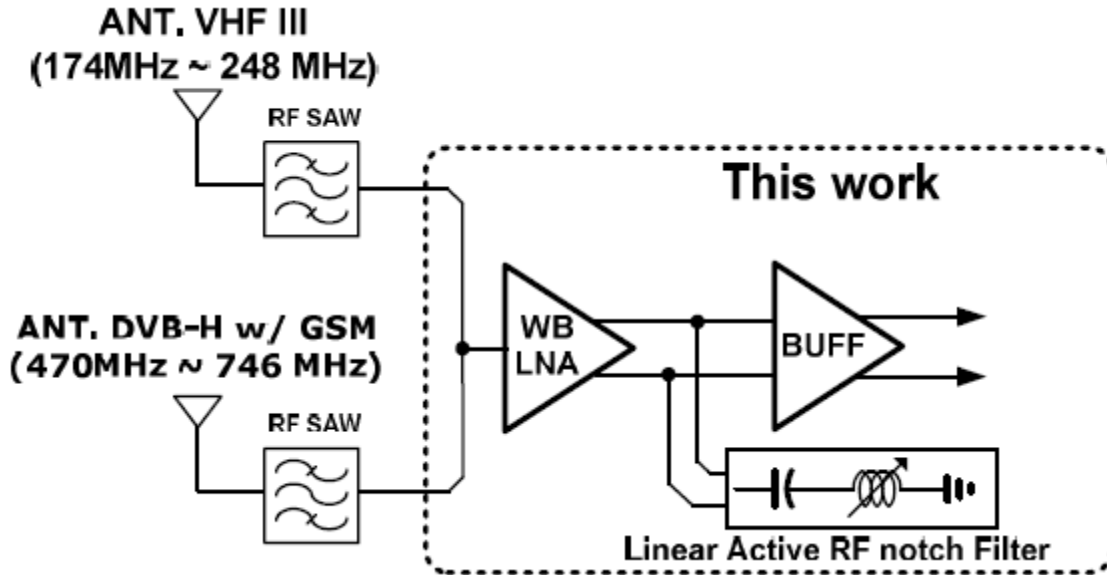 ANT. VHF III
(174MHz ~ 248 MHz)
RF SAW
This work
ANT. DVB-H w/ GSM
(470MHz ~ 746 MHz)
RF SAW
WB
LNA
BUFF
Linear Active RF notch Filter